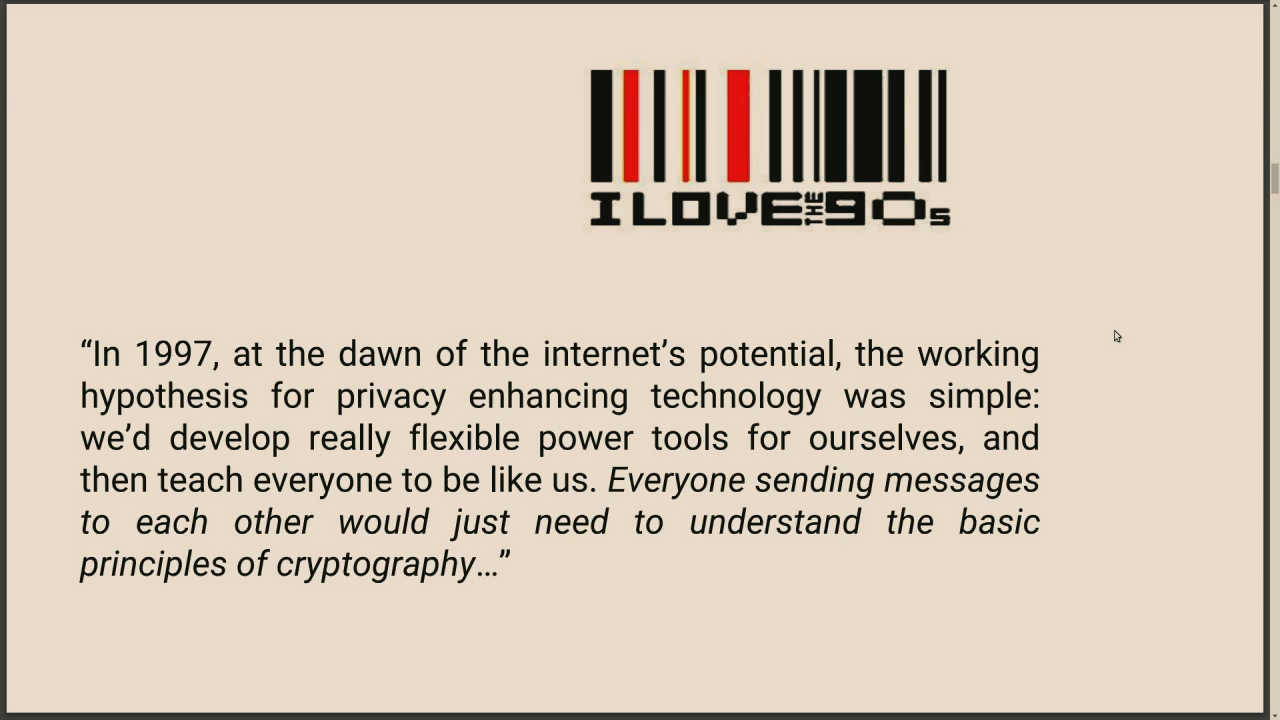 I LOVE THE 90s
“In 1997, at the dawn of the internet’s potential, the working
hypothesis for privacy enhancing technology was simple:
we’d develop really flexible power tools for ourselves, and
then teach everyone to be like us. Everyone sending messages
to each other would just need to understand the basic
principles of cryptography…”